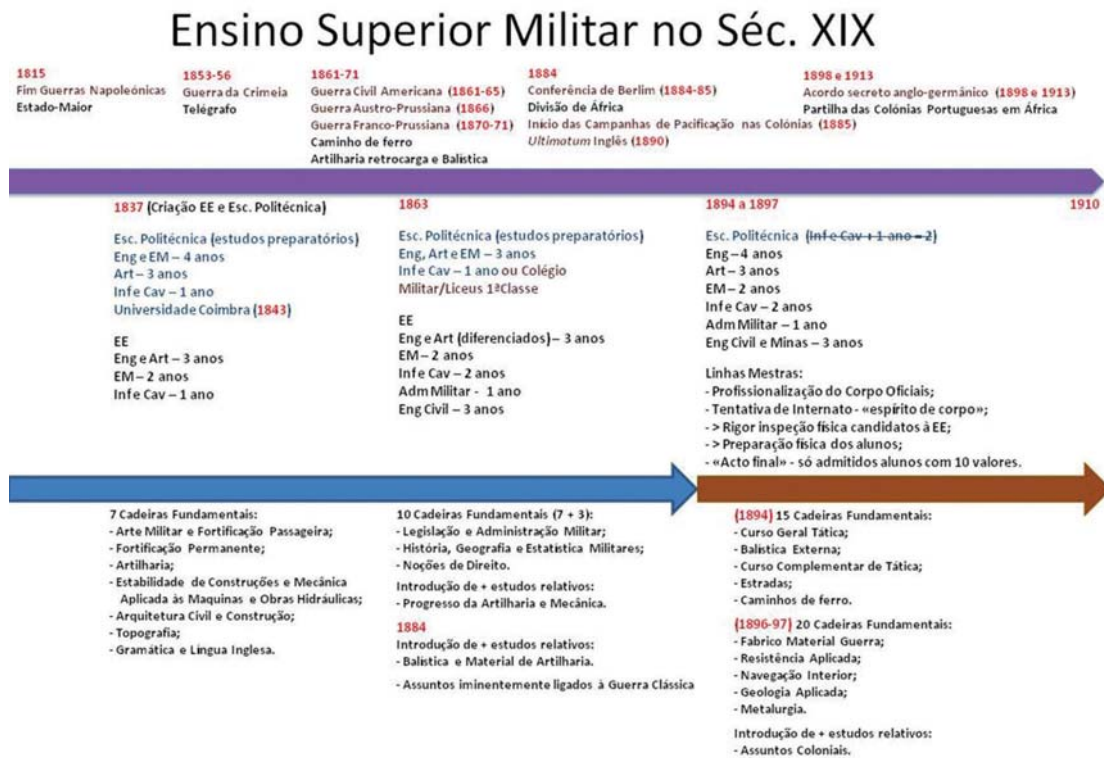 Ensino Superior Militar no Séc. XIX
1815
Fim Guerras Napoleónicas
Estado-Maior
1853-56
Guerra da Crimeia
Telégrafo
1861-71
Guerra Civil Americana (1861-65)
Guerra Austro-Prussiana (1866)
Guerra Franco-Prussiana (1870-71)
Caminho de ferro
Artilharia retrocarga e Balística
1884
Conferência de Berlim (1884-85)
Divisão de África
Início das Campanhas de Pacificação nas Colónias (1885)
Ultimatum Inglês (1890)
1898 e 1913
Acordo secreto anglo-germânico (1898 e 1913)
Partilha das Colónias Portuguesas em África
1837 (Criação EE e Esc. Politécnica)
Esc. Politécnica (estudos preparatórios)
Eng e EM – 4 anos
Art – 3 anos
Inf e Cav – 1 ano
Universidade Coimbra (1843)
EE
Eng e Art – 3 anos
EM – 2 anos
Inf e Cav – 1 ano
1863
Esc. Politécnica (estudos preparatórios)
Eng, Art e EM – 3 anos
Inf e Cav – 1 ano ou Colégio
Militar/Liceus 1ªClasse
EE
Eng e Art (diferenciados) – 3 anos
EM – 2 anos
Inf e Cav – 2 anos
Adm Militar - 1 ano
Eng Civil – 3 anos
1894 a 1897
Esc. Politécnica (Inf e Cav + 1 ano = 2)
Eng – 4 anos
Art – 3 anos
EM – 2 anos
Inf e Cav – 2 anos
Adm Militar – 1 ano
Eng Civil e Minas – 3 anos
Linhas Mestras:
- Profissionalização do Corpo Oficiais;
- Tentativa de Internato - «espírito de corpo»;
- > Rigor inspeção física candidatos à EE;
- > Preparação física dos alunos;
- «Acto final» - só admitidos alunos com 10 valores.
1910
7 Cadeiras Fundamentais:
- Arte Militar e Fortificação Passageira;
- Fortificação Permanente;
- Artilharia;
- Estabilidade de Construções e Mecânica
Aplicada às Maquinas e Obras Hidráulicas;
- Arquitetura Civil e Construção;
- Topografia;
- Gramática e Língua Inglesa.
10 Cadeiras Fundamentais (7 + 3):
- Legislação e Administração Militar;
- História, Geografia e Estatística Militares;
- Noções de Direito.
Introdução de + estudos relativos:
- Progresso da Artilharia e Mecânica.
1884
Introdução de + estudos relativos:
- Balística e Material de Artilharia.
- Assuntos iminentemente ligados à Guerra Clássica
(1894) 15 Cadeiras Fundamentais:
- Curso Geral Tática;
- Balística Externa;
- Curso Complementar de Tática;
- Estradas;
- Caminhos de ferro.
(1896-97) 20 Cadeiras Fundamentais:
- Fabrico Material Guerra;
- Resistência Aplicada;
- Navegação Interior;
- Geologia Aplicada;
- Metalurgia.
Introdução de + estudos relativos:
- Assuntos Coloniais.